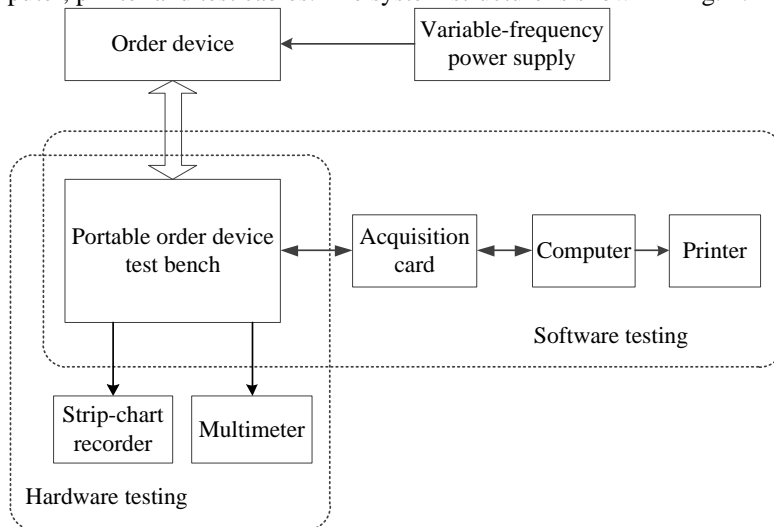 Order device
Variable-frequency
power supply
Portable order device
test bench
Acquisition
card
Computer
Printer
Software testing
Strip-chart
recorder
Multimeter
Hardware testing